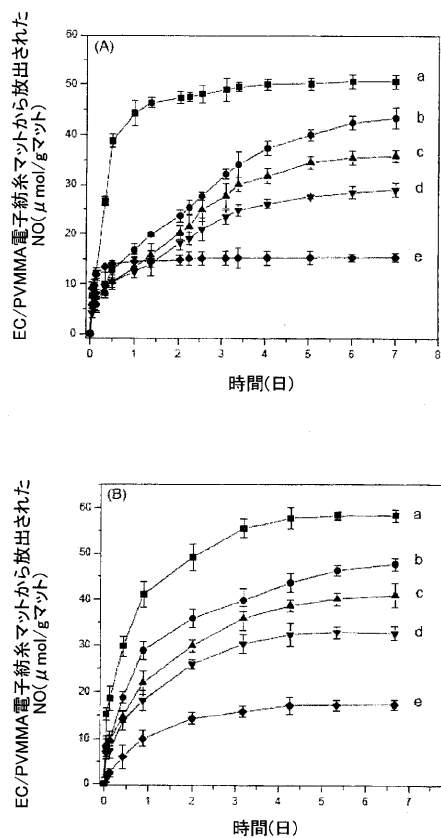 (A)
EC/PVMMA電子紡糸マットから放出された
NO(μmol/gマット)
60
50
40
30
20
10
0
a
b
c
d
e
0 1 2 3 4 5 6 7 8
時間(日)
(B)
EC/PVMMA電子紡糸マットから放出された
NO(μmol/gマット)
60
50
40
30
20
10
0
a
b
c
d
e
0 1 2 3 4 5 6 7
時間(日)